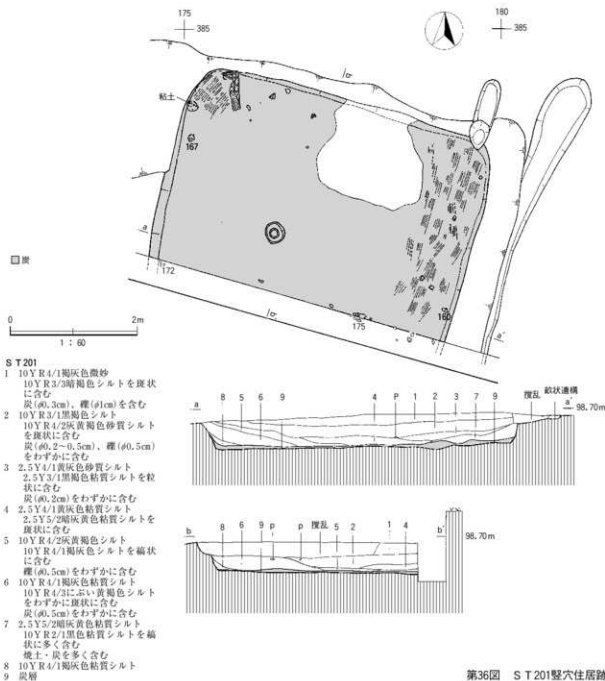 175
385
180
385
粘土
167
a
a'
172
175
160
b
炭
0 2m
1 : 60
ST201
1 10YR4/1褐灰色微妙
10YR3/3暗褐色シルトを斑状
に含む
炭(φ0.3cm)、礫(φ1cm)を含む
2 10YR3/1黒褐色シルト
10YR4/2灰黄褐色砂質シルト
を斑状に含む
炭(φ0.2～0.5cm)、礫(φ0.5cm)
をわずかに含む
3 2.5Y4/1黄灰色砂質シルト
2.5Y3/1黒褐色粘質シルトを粒
状に含む
炭(φ0.2cm)をわずかに含む
4 2.5Y4/1黄灰色粘質シルト
2.5Y5/2暗灰黄色粘質シルトを
斑状に含む
5 10YR4/2灰黄褐色シルト
10YR4/1褐灰色シルトを縞状
に含む
礫(φ0.5cm)をわずかに含む
6 10YR4/1褐灰色粘質シルト
10YR4/3にぶい黄褐色シルト
をわずかに斑状に含む
炭(φ0.5cm)をわずかに含む
7 2.5Y5/2暗灰黄色粘質シルト
10YR2/1黒色粘質シルトを縞
状に多く含む
焼土・炭を多く含む
8 10YR4/1褐灰色粘質シルト
9 炭層
畝状遺構
撹乱
a 8 5 6 9 4 P 1 2 3 7 9 a'
98.70m
b 8 6 9 P P 撹乱 5 2 1 4 b'
98.70m
第36図 ST201竪穴住居跡